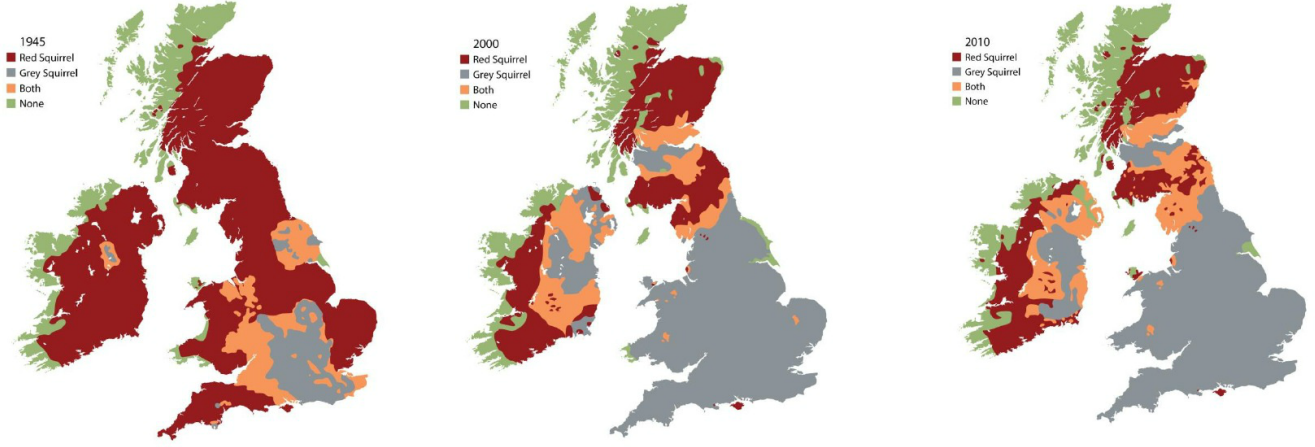 1945
Red Squirrel
Grey Squirrel
Both
None
2000
Red Squirrel
Grey Squirrel
Both
None
2010
Red Squirrel
Grey Squirrel
Both
None